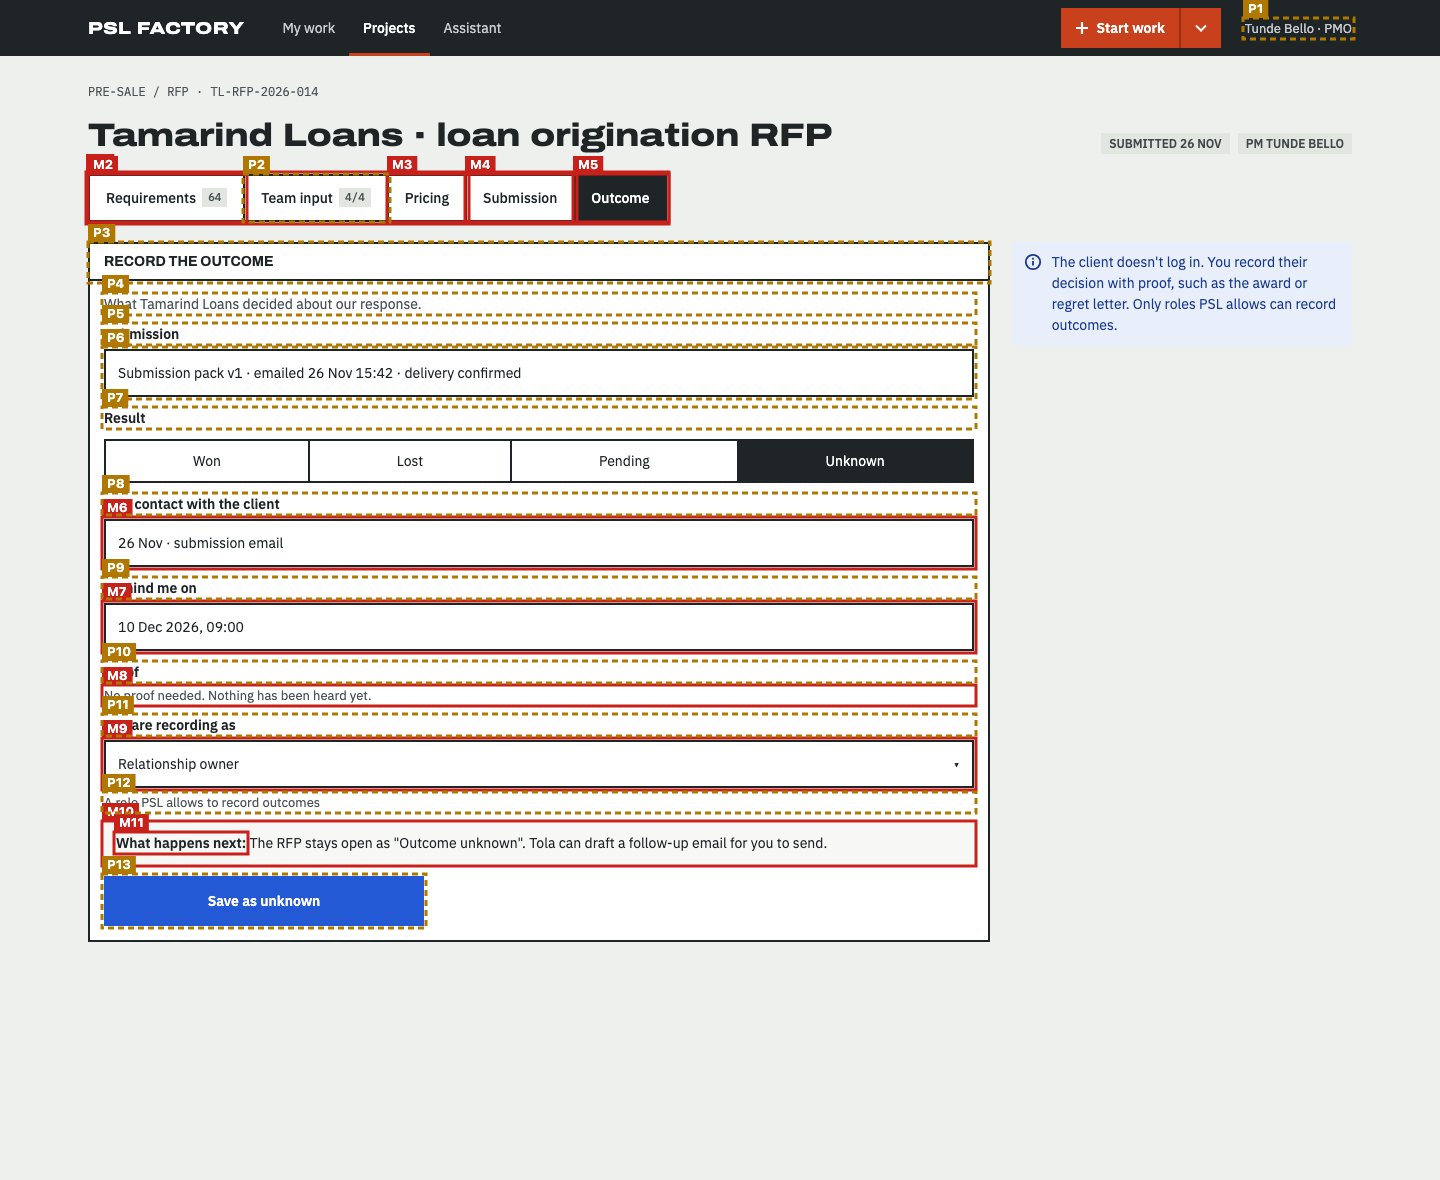 P1
PSL FACTORY
My work
Projects
Assistant
Start work
Tunde Bello · PMO
PRE-SALE / RFP · TL-RFP-2026-014
Tamarind Loans · loan origination RFP
SUBMITTED 26 NOV
PM TUNDE BELLO
M2
P2
M3
M4
M5
Requirements 64
Team input 4/4
Pricing
Submission
Outcome
P3
RECORD THE OUTCOME
P4
What Tamarind Loans decided about our response.
P5
mission
P6
Submission pack v1 · emailed 26 Nov 15:42 · delivery confirmed
P7
Result
Won
Lost
Pending
Unknown
P8
contact with the client
M6
26 Nov · submission email
P9
me on
M7
10 Dec 2026, 09:00
P10
M8
No proof needed. Nothing has been heard yet.
P11
are recording as
M9
Relationship owner
P12
A role PSL allows to record outcomes
M10
M11
What happens next: The RFP stays open as "Outcome unknown". Tola can draft a follow-up email for you to send.
P13
Save as unknown
The client doesn't log in. You record their
decision with proof, such as the award or
regret letter. Only roles PSL allows can record
outcomes.